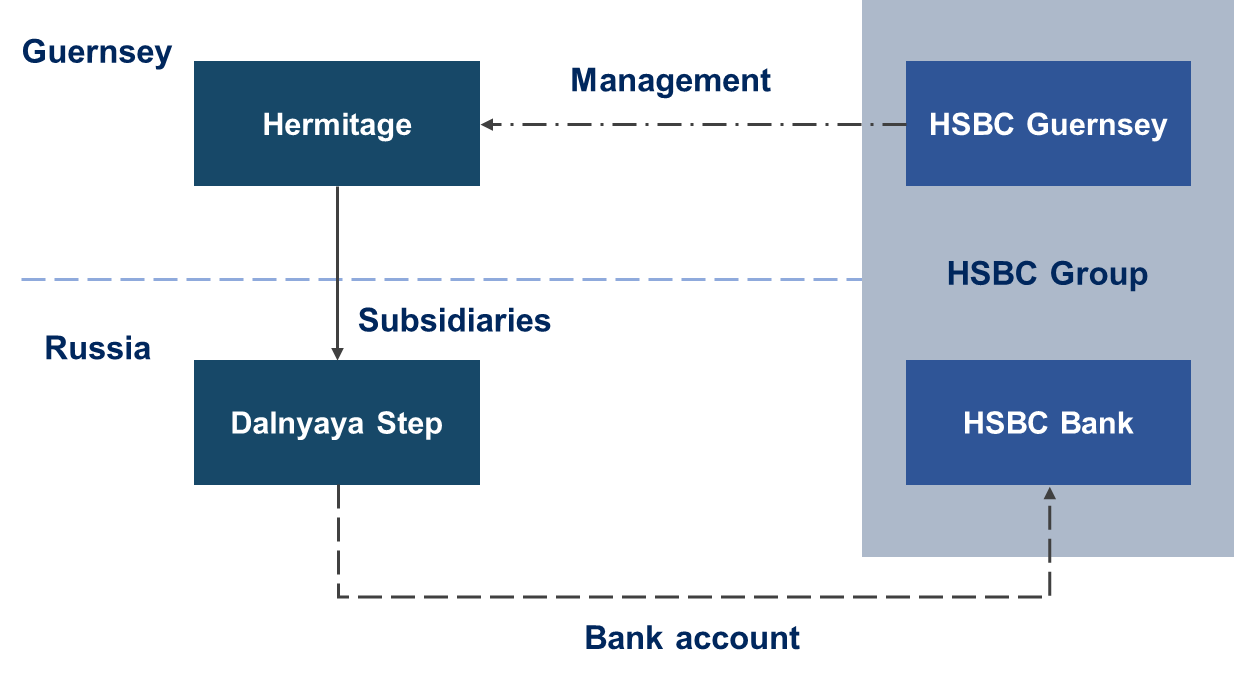 Guernsey
Management
Hermitage
HSBC Guernsey
HSBC Group
Subsidiaries
Russia
Dalnyaya Step
HSBC Bank
Bank account